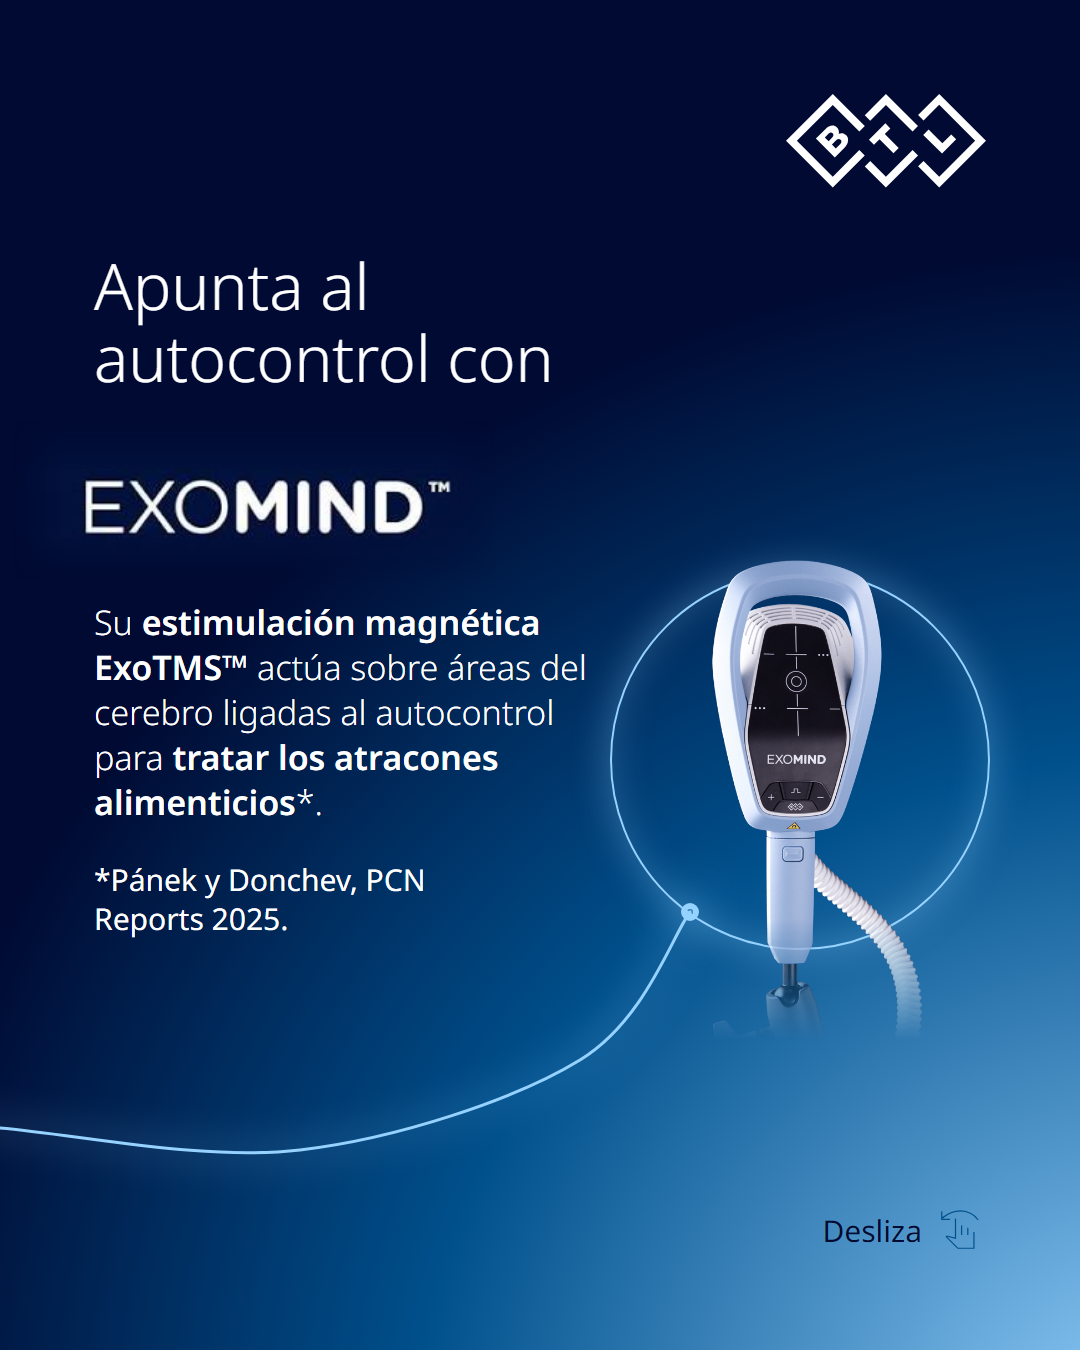 BTL
Apunta al
autocontrol con
EXOMIND™
Su estimulación magnética
ExoTMS™ actúa sobre áreas del
cerebro ligadas al autocontrol
para tratar los atracones
alimenticios*.
*Pánek y Donchev, PCN
Reports 2025.
EXOMIND
Desliza